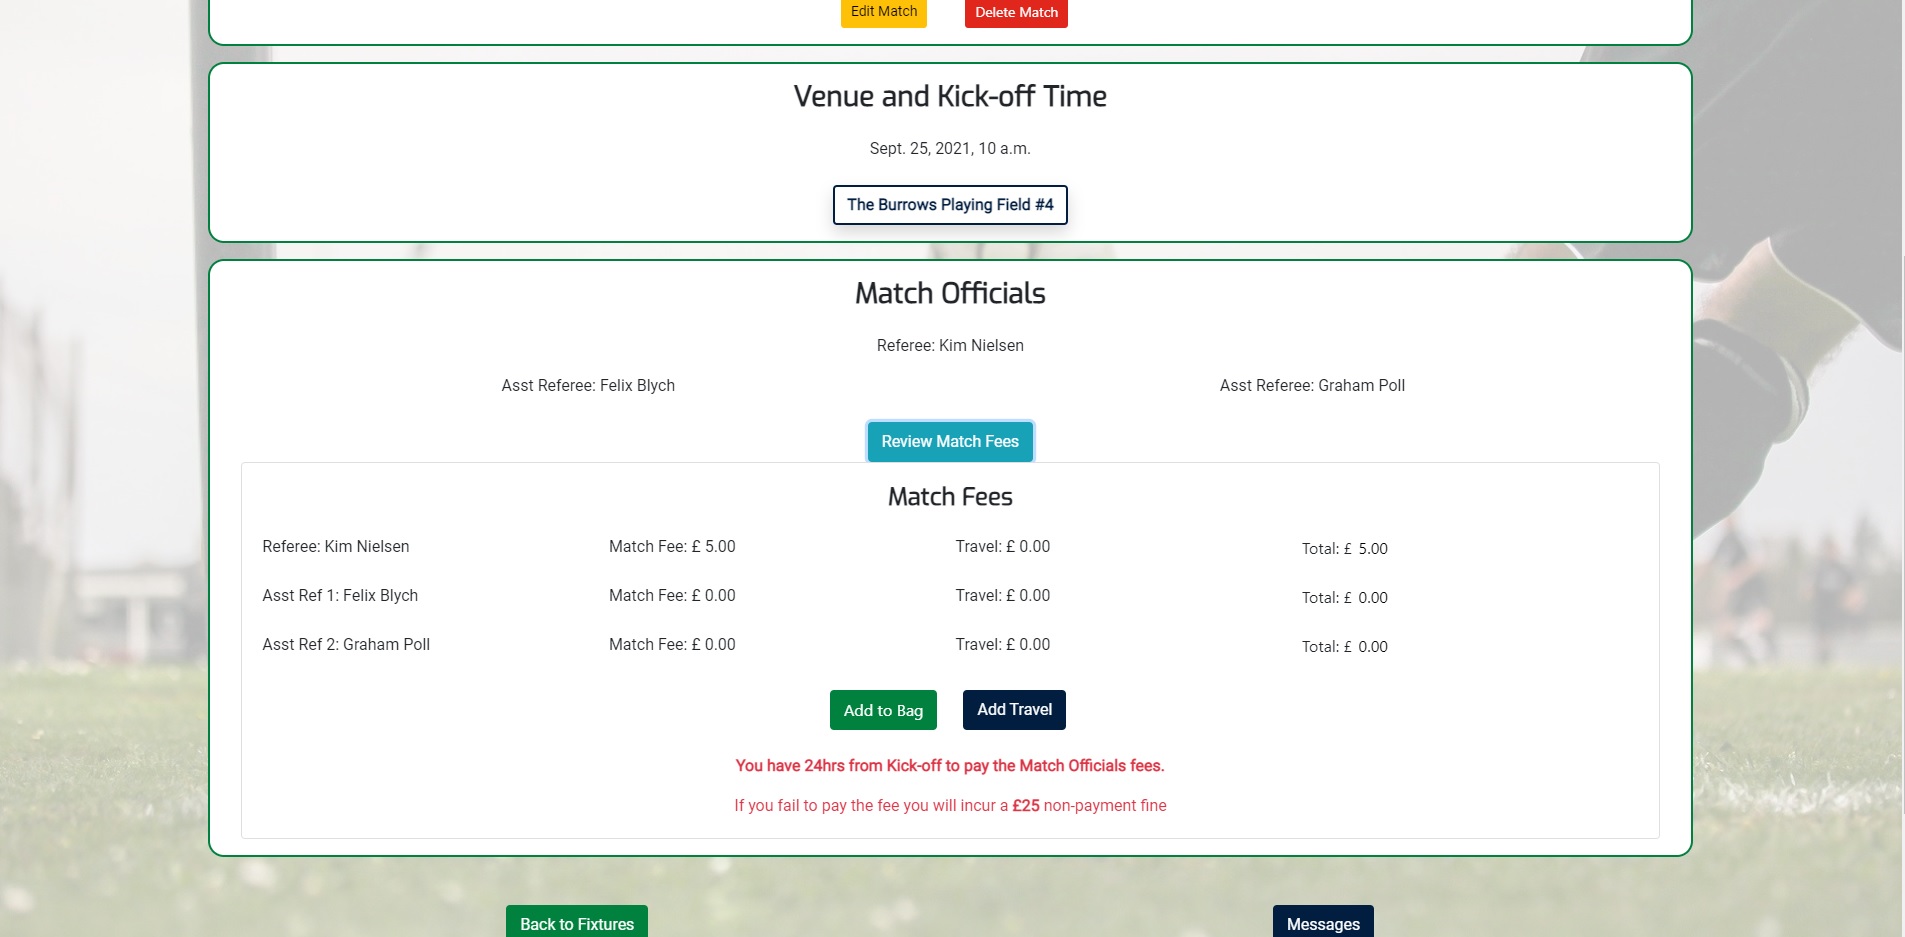 Edit Match Delete Match
Venue and Kick-off Time
Sept. 25, 2021, 10 a.m.
The Burrows Playing Field #4
Match Officials
Referee: Kim Nielsen
Asst Referee: Felix Blych Asst Referee: Graham Poll
Review Match Fees
Match Fees
Referee: Kim Nielsen Match Fee: £ 5.00 Travel: £ 0.00 Total: £ 5.00
Asst Ref 1: Felix Blych Match Fee: £ 0.00 Travel: £ 0.00 Total: £ 0.00
Asst Ref 2: Graham Poll Match Fee: £ 0.00 Travel: £ 0.00 Total: £ 0.00
Add to Bag Add Travel
You have 24hrs from Kick-off to pay the Match Officials fees.
If you fail to pay the fee you will incur a £25 non-payment fine
Back to Fixtures Messages